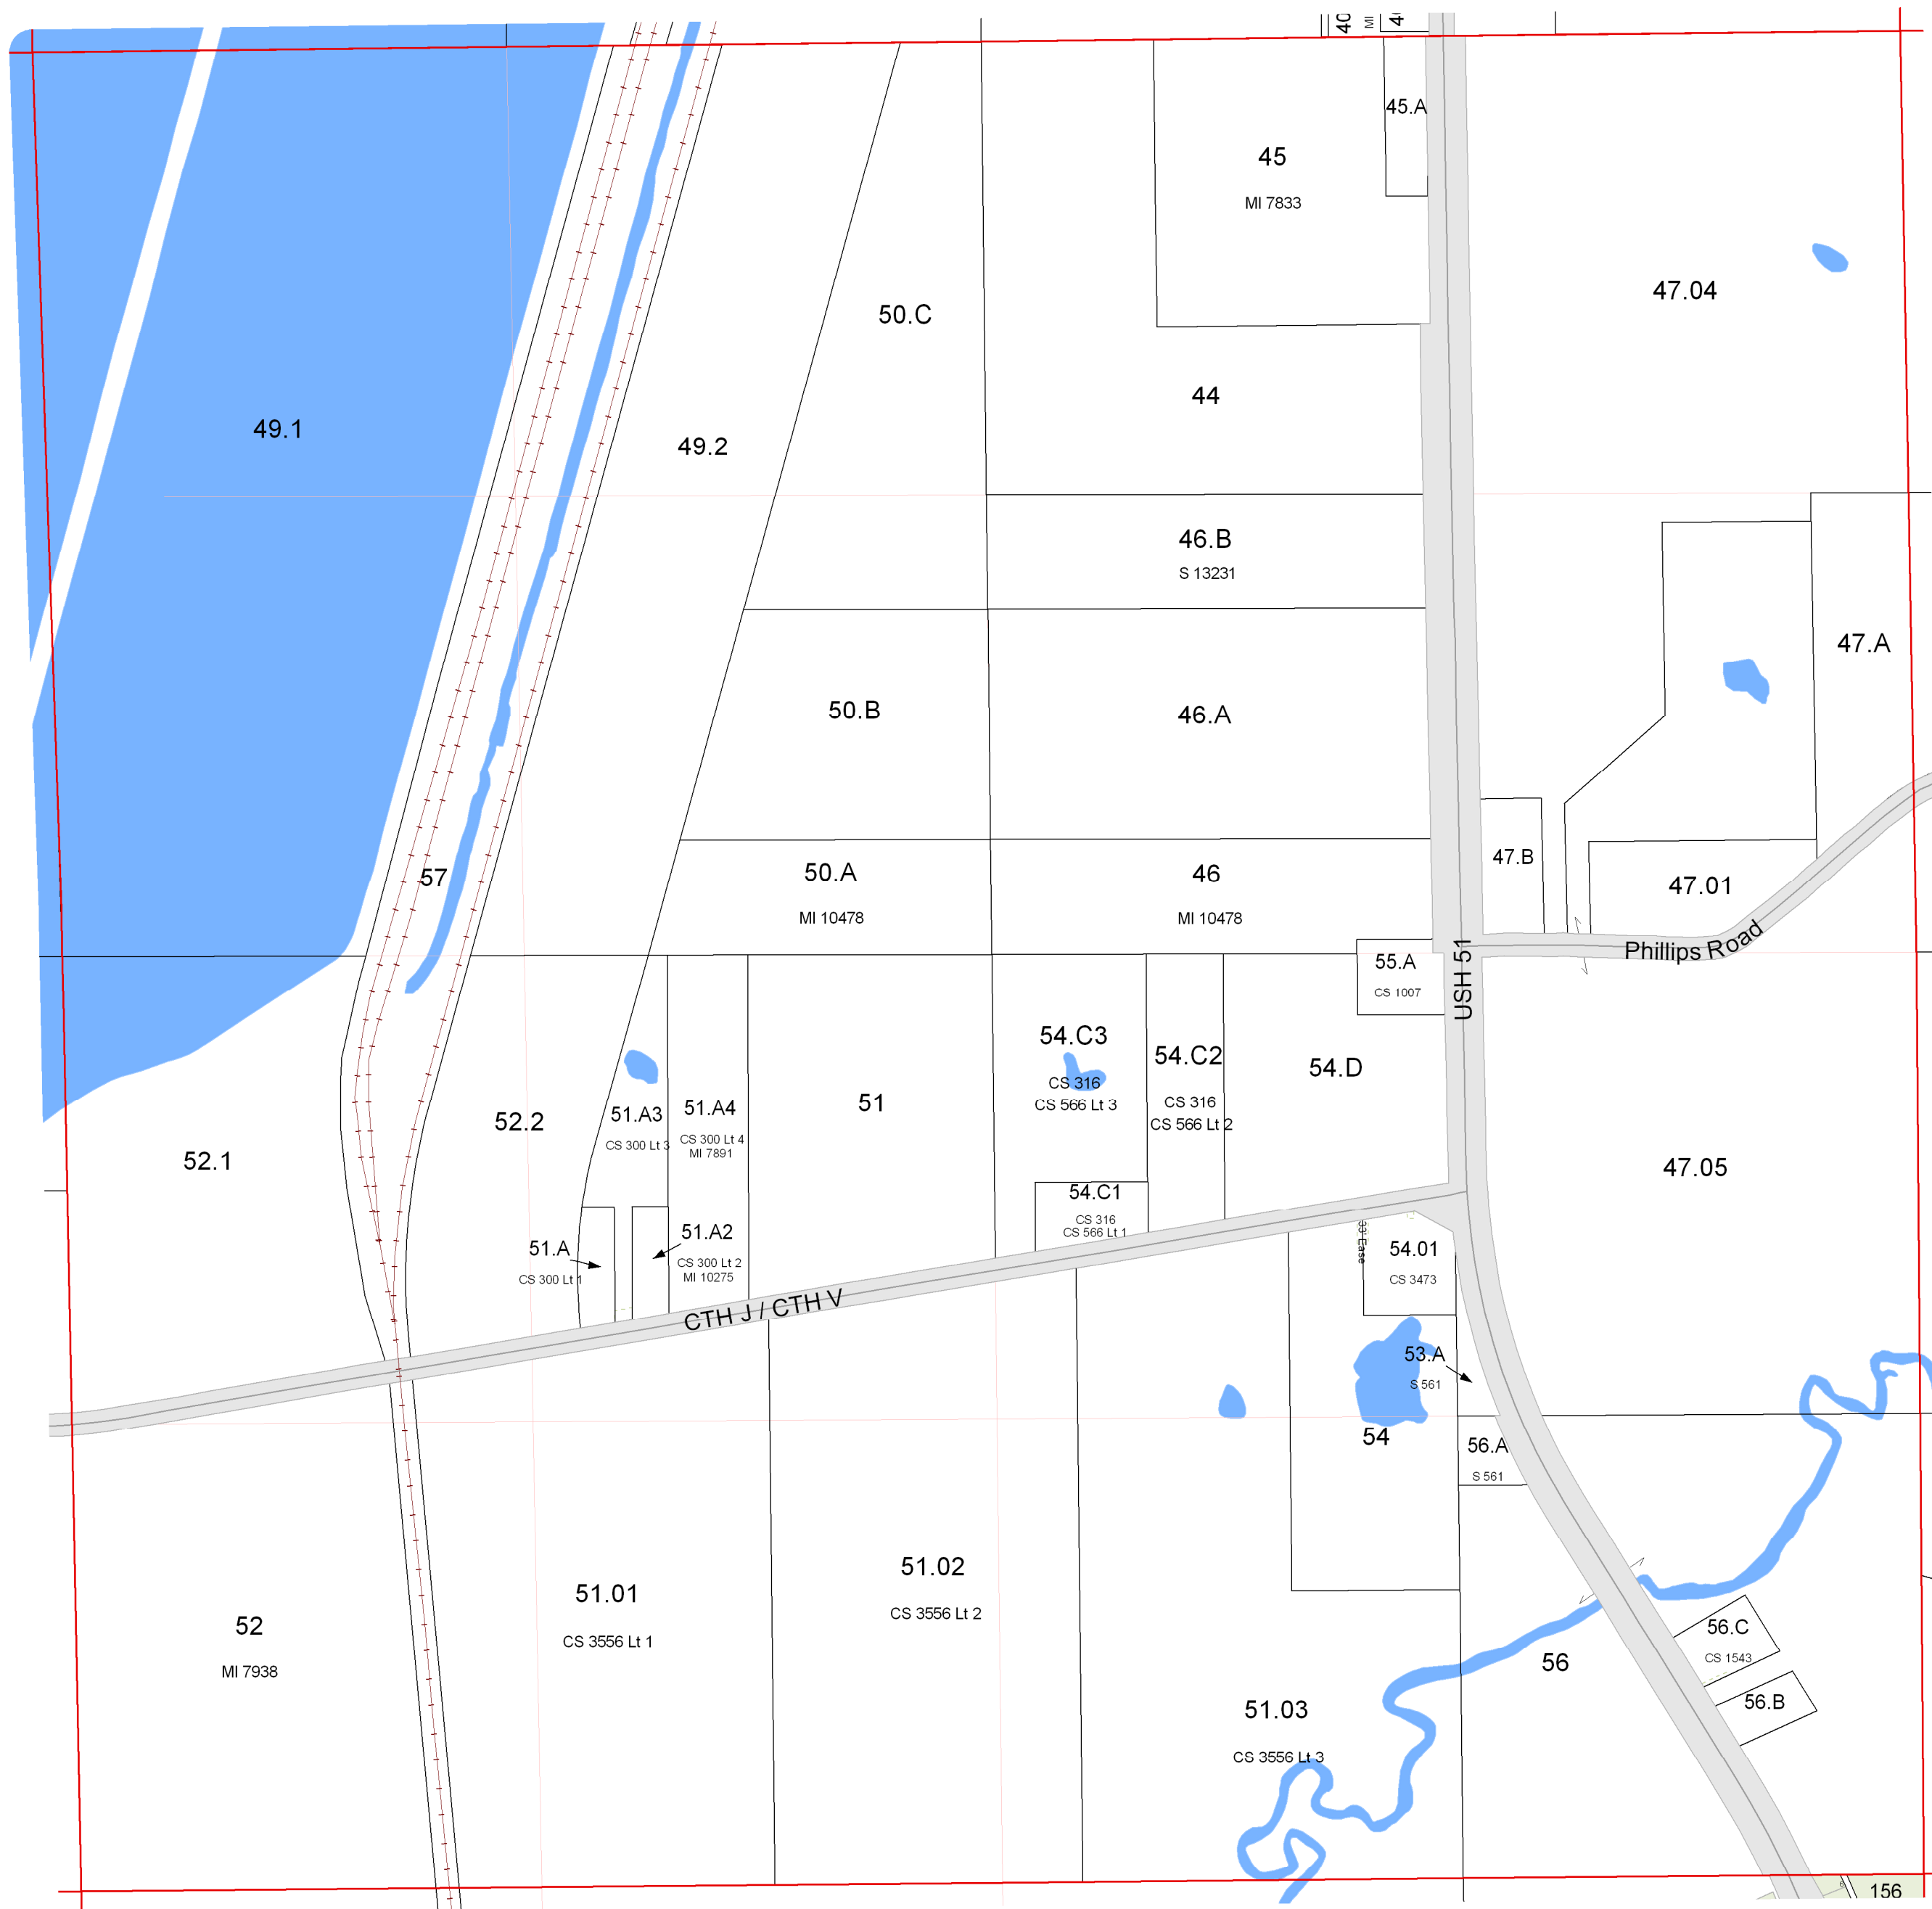 40
MI
4
45.A
45
MI 7833
47.04
50.C
44
49.1
49.2
46.B
S 13231
47.A
50.B
46.A
47.B
50.A
MI 10478
46
MI 10478
57
47.01
Phillips Road
55.A
CS 1007
USH 51
54.C3
CS 316
CS 566 Lt 3
54.C2
CS 316
CS 566 Lt 2
54.D
51
51.A3
CS 300 Lt 3
51.A4
CS 300 Lt 4
MI 7891
52.2
52.1
47.05
54.C1
CS 316
CS 566 Lt 1
51.A
CS 300 Lt 1
51.A2
CS 300 Lt 2
MI 10275
33' Ease
54.01
CS 3473
CTH J / CTH V
53.A
S 561
54
56.A
S 561
51.02
CS 3556 Lt 2
51.01
CS 3556 Lt 1
52
MI 7938
56
56.C
CS 1543
56.B
51.03
CS 3556 Lt 3
6
156